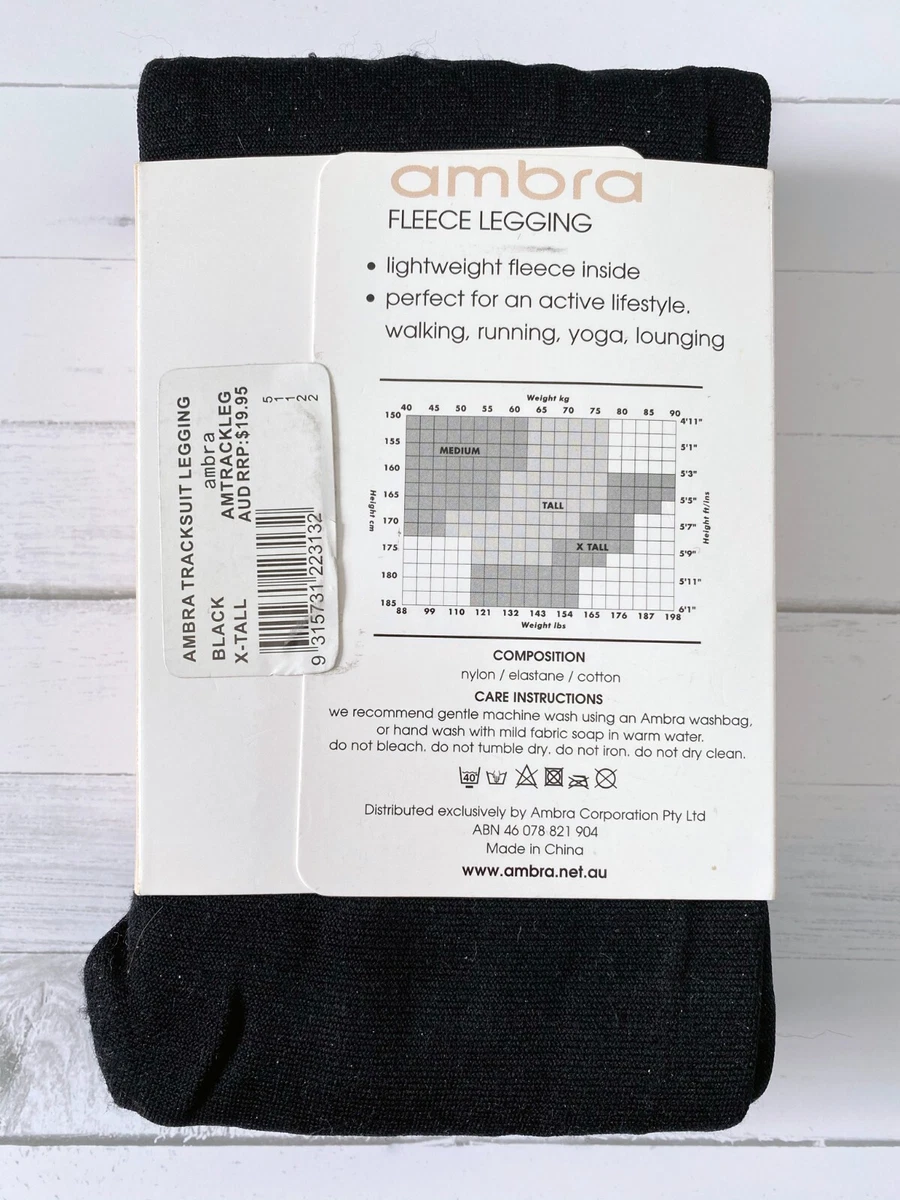 ambra
FLEECE LEGGING
• lightweight fleece inside
• perfect for an active lifestyle.
walking, running, yoga, lounging
Weight kg
40 45 50 55 60 65 70 75 80 85 90
150 4'11"
155 5'1"
160 5'3"
165 5'5"
170 5'7"
175 5'9"
180 5'11"
185 6'1"
Height cm
Height ft/ins
MEDIUM
TALL
X TALL
88 99 110 121 132 143 154 165 176 187 198
Weight lbs
COMPOSITION
nylon / elastane / cotton
CARE INSTRUCTIONS
we recommend gentle machine wash using an Ambra washbag,
or hand wash with mild fabric soap in warm water.
do not bleach. do not tumble dry. do not iron. do not dry clean.
40
Distributed exclusively by Ambra Corporation Pty Ltd
ABN 46 078 821 904
Made in China
www.ambra.net.au
AMBRA TRACKSUIT LEGGING
ambra
BLACK AMTRACKLEG
X-TALL AUD RRP:$19.95
5
1
1
2
2
9 315731 223132